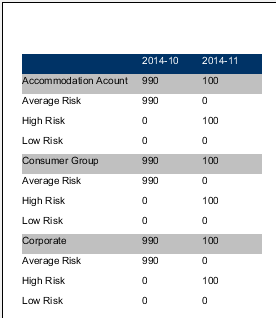 2014-10 2014-11
Accommodation Acount 990 100
Average Risk 990 0
High Risk 0 100
Low Risk 0 0
Consumer Group 990 100
Average Risk 990 0
High Risk 0 100
Low Risk 0 0
Corporate 990 100
Average Risk 990 0
High Risk 0 100
Low Risk 0 0